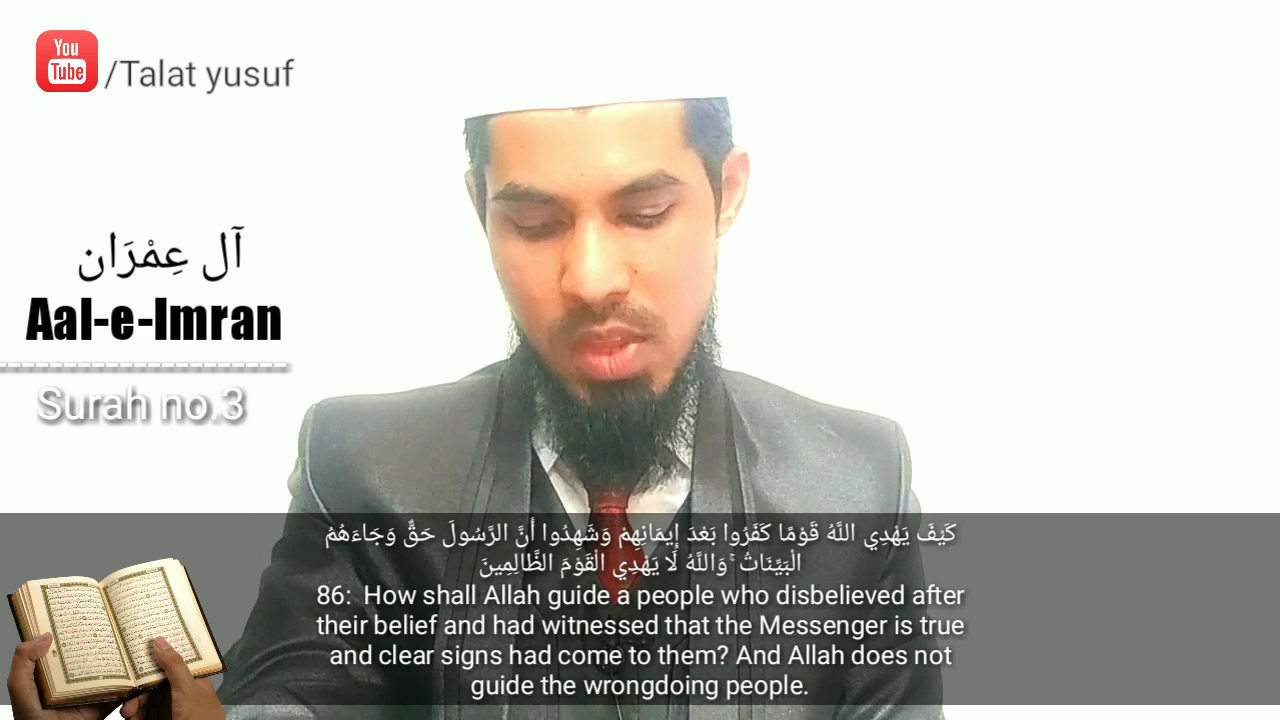 You
Tube
/Talat yusuf
آل عِمْرَان
Aal-e-Imran
Surah no.3
كَيْفَ يَهْدِي اللَّهُ قَوْمًا كَفَرُوا بَعْدَ إِيمَانِهِمْ وَشَهِدُوا أَنَّ الرَّسُولَ حَقٌّ وَجَاءَهُمُ
الْبَيِّنَاتُ ۚ وَاللَّهُ لَا يَهْدِي الْقَوْمَ الظَّالِمِينَ
86: How shall Allah guide a people who disbelieved after
their belief and had witnessed that the Messenger is true
and clear signs had come to them? And Allah does not
guide the wrongdoing people.